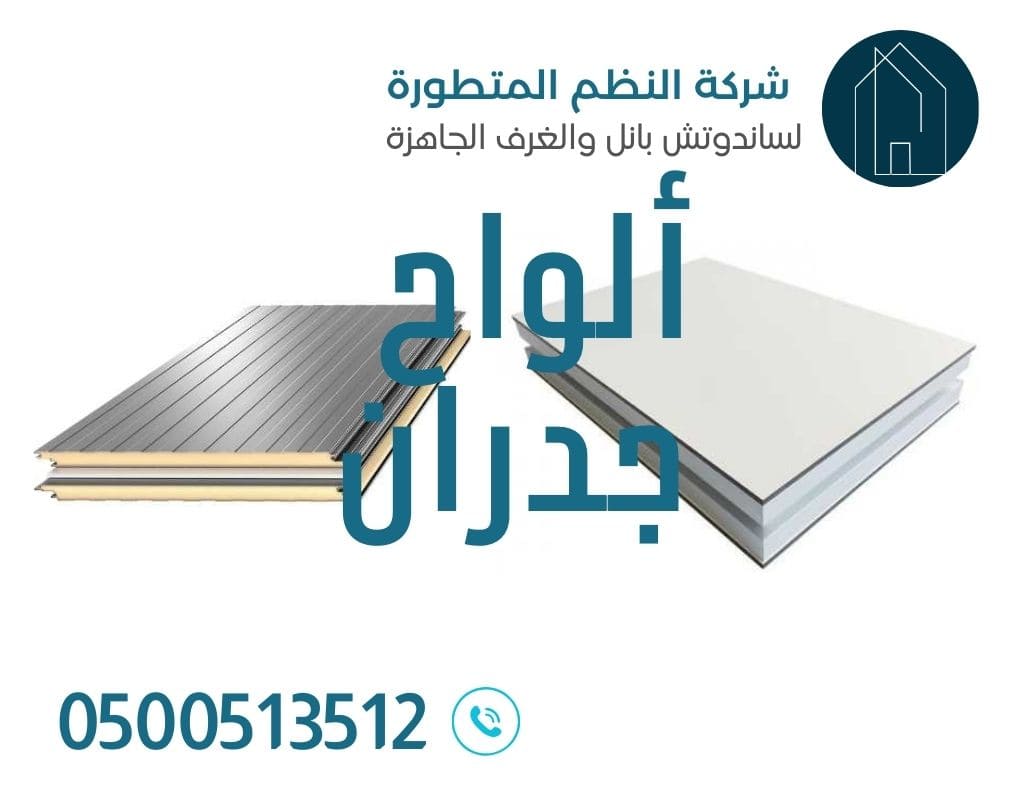 شركة النظم المتطورة
لساندوتش بانل والغرف الجاهزة
ألواح
جدران
0500513512